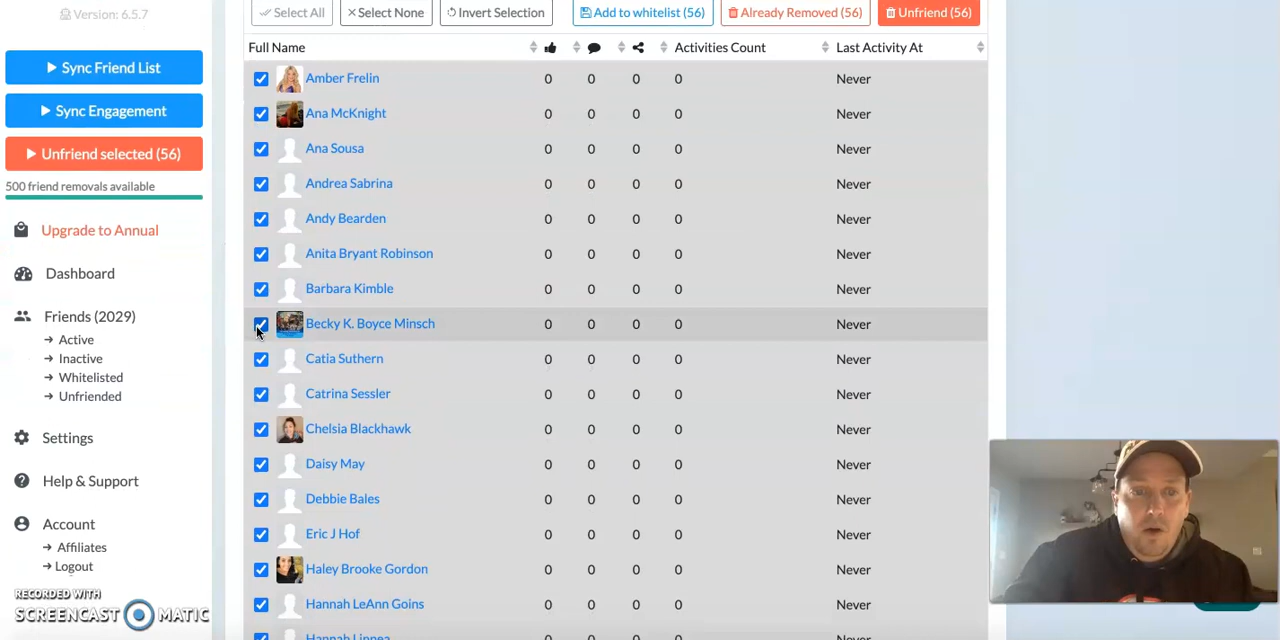 Version: 6.5.7
Select All
Select None
Invert Selection
Add to whitelist (56)
Already Removed (56)
Unfriend (56)
Sync Friend List
Sync Engagement
Unfriend selected (56)
500 friend removals available
Upgrade to Annual
Dashboard
Friends (2029)
Active
Inactive
Whitelisted
Unfriended
Settings
Help & Support
Account
Affiliates
Logout
RECORDED WITH
SCREENCAST MATIC
Full Name Activities Count Last Activity At
Amber Frelin 0 0 0 0 Never
Ana McKnight 0 0 0 0 Never
Ana Sousa 0 0 0 0 Never
Andrea Sabrina 0 0 0 0 Never
Andy Bearden 0 0 0 0 Never
Anita Bryant Robinson 0 0 0 0 Never
Barbara Kimble 0 0 0 0 Never
Becky K. Boyce Minsch 0 0 0 0 Never
Catia Suthern 0 0 0 0 Never
Catrina Sessler 0 0 0 0 Never
Chelsia Blackhawk 0 0 0 0 Never
Daisy May 0 0 0 0 Never
Debbie Bales 0 0 0 0 Never
Eric J Hof 0 0 0 0 Never
Haley Brooke Gordon 0 0 0 0 Never
Hannah LeAnn Goins 0 0 0 0 Never
Hannah Linnea